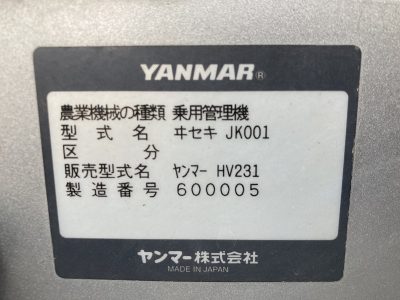 YANMAR®
農業機械の種類 乗用管理機
型式名 ヰセキ JK001
区分
販売型式名 ﾔﾝﾏｰ HV231
製造番号 600005
ヤンマー株式会社
MADE IN JAPAN